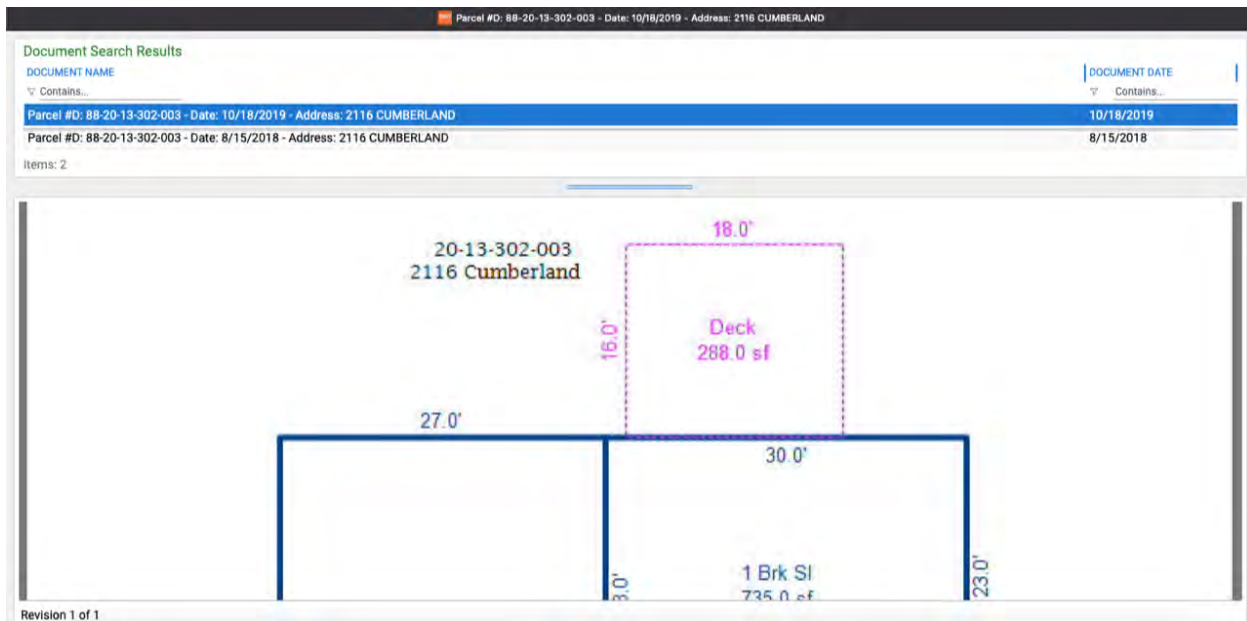 Parcel #D: 88-20-13-302-003 - Date: 10/18/2019 - Address: 2116 CUMBERLAND
Document Search Results
DOCUMENT NAME DOCUMENT DATE
Contains... Contains...
Parcel #D: 88-20-13-302-003 - Date: 10/18/2019 - Address: 2116 CUMBERLAND 10/18/2019
Parcel #D: 88-20-13-302-003 - Date: 8/15/2018 - Address: 2116 CUMBERLAND 8/15/2018
Items: 2
18.0'
20-13-302-003
2116 Cumberland
16.0'
Deck
288.0 sf
27.0'
30.0'
1 Brk Sl
735.0 sf
23.0'
Revision 1 of 1